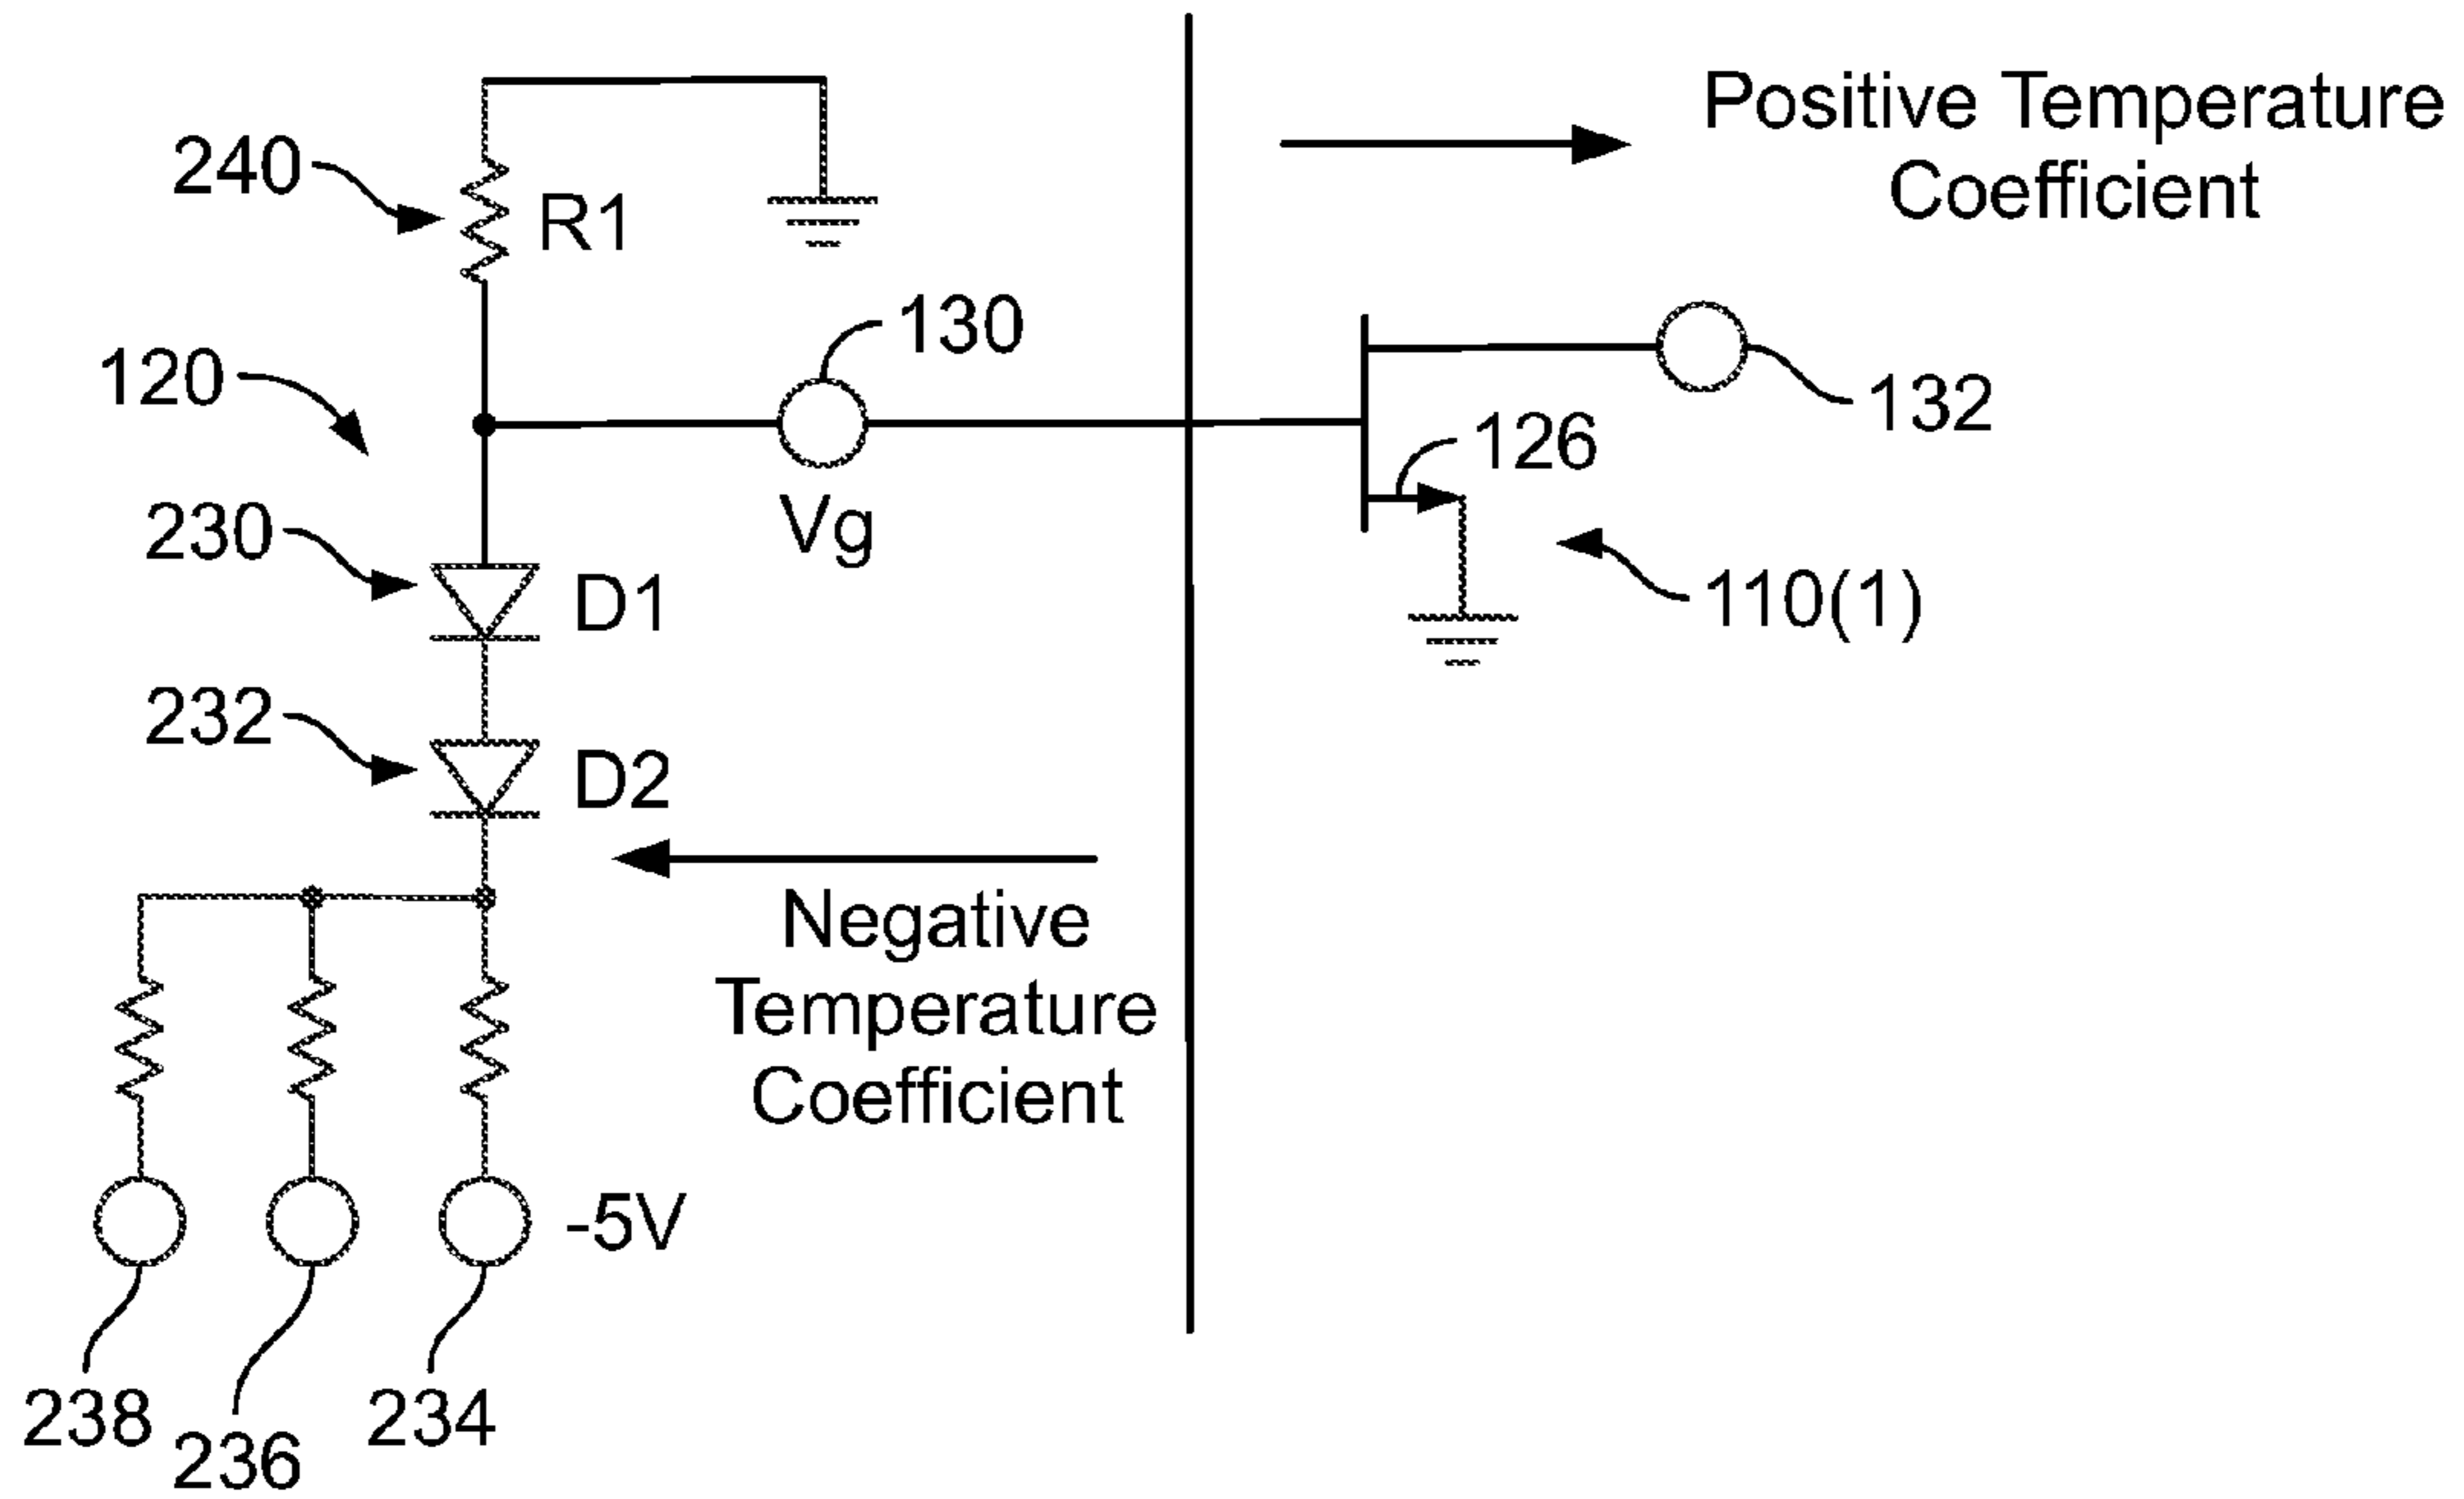 Positive Temperature
Coefficient
240
R1
130
120
132
126
Vg
230
D1
110(1)
232
D2
Negative
Temperature
Coefficient
-5V
238
236
234